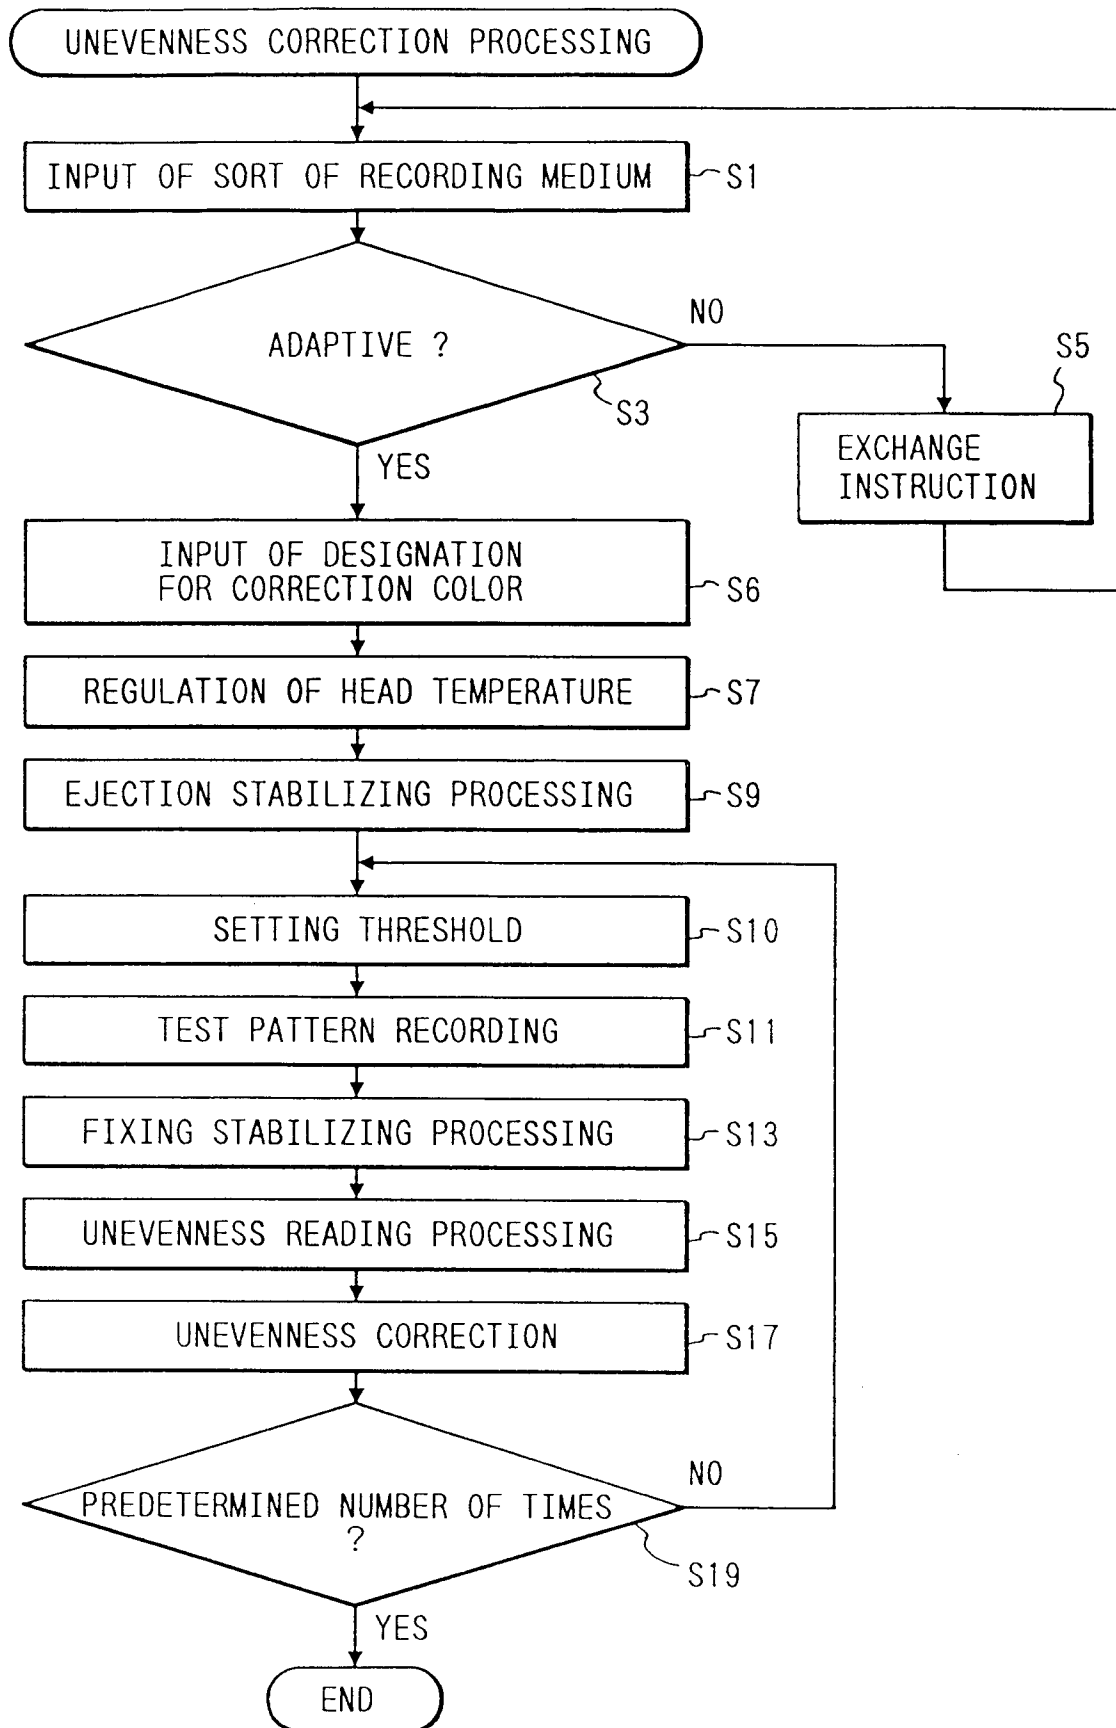 UNEVENNESS CORRECTION PROCESSING
INPUT OF SORT OF RECORDING MEDIUM
S1
ADAPTIVE ?
NO
S3
S5
EXCHANGE
INSTRUCTION
YES
INPUT OF DESIGNATION
FOR CORRECTION COLOR
S6
REGULATION OF HEAD TEMPERATURE
S7
EJECTION STABILIZING PROCESSING
S9
SETTING THRESHOLD
S10
TEST PATTERN RECORDING
S11
FIXING STABILIZING PROCESSING
S13
UNEVENNESS READING PROCESSING
S15
UNEVENNESS CORRECTION
S17
NO
PREDETERMINED NUMBER OF TIMES
?
S19
YES
END